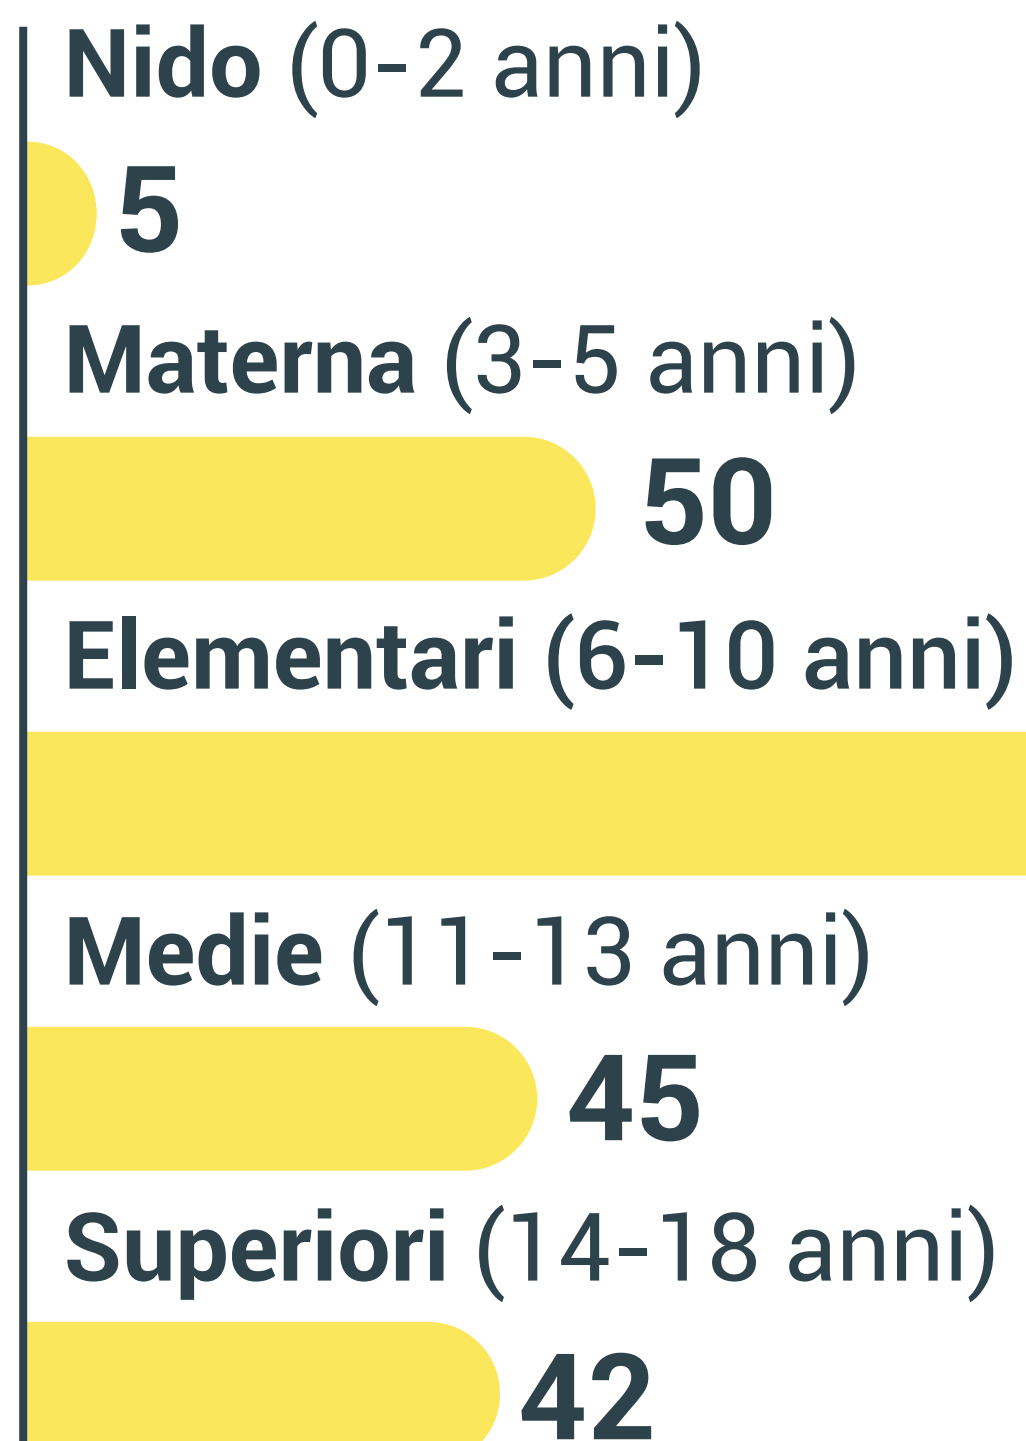 Nido (0-2 anni)
5
Materna (3-5 anni)
50
Elementari (6-10 anni)
Medie (11-13 anni)
45
Superiori (14-18 anni)
42